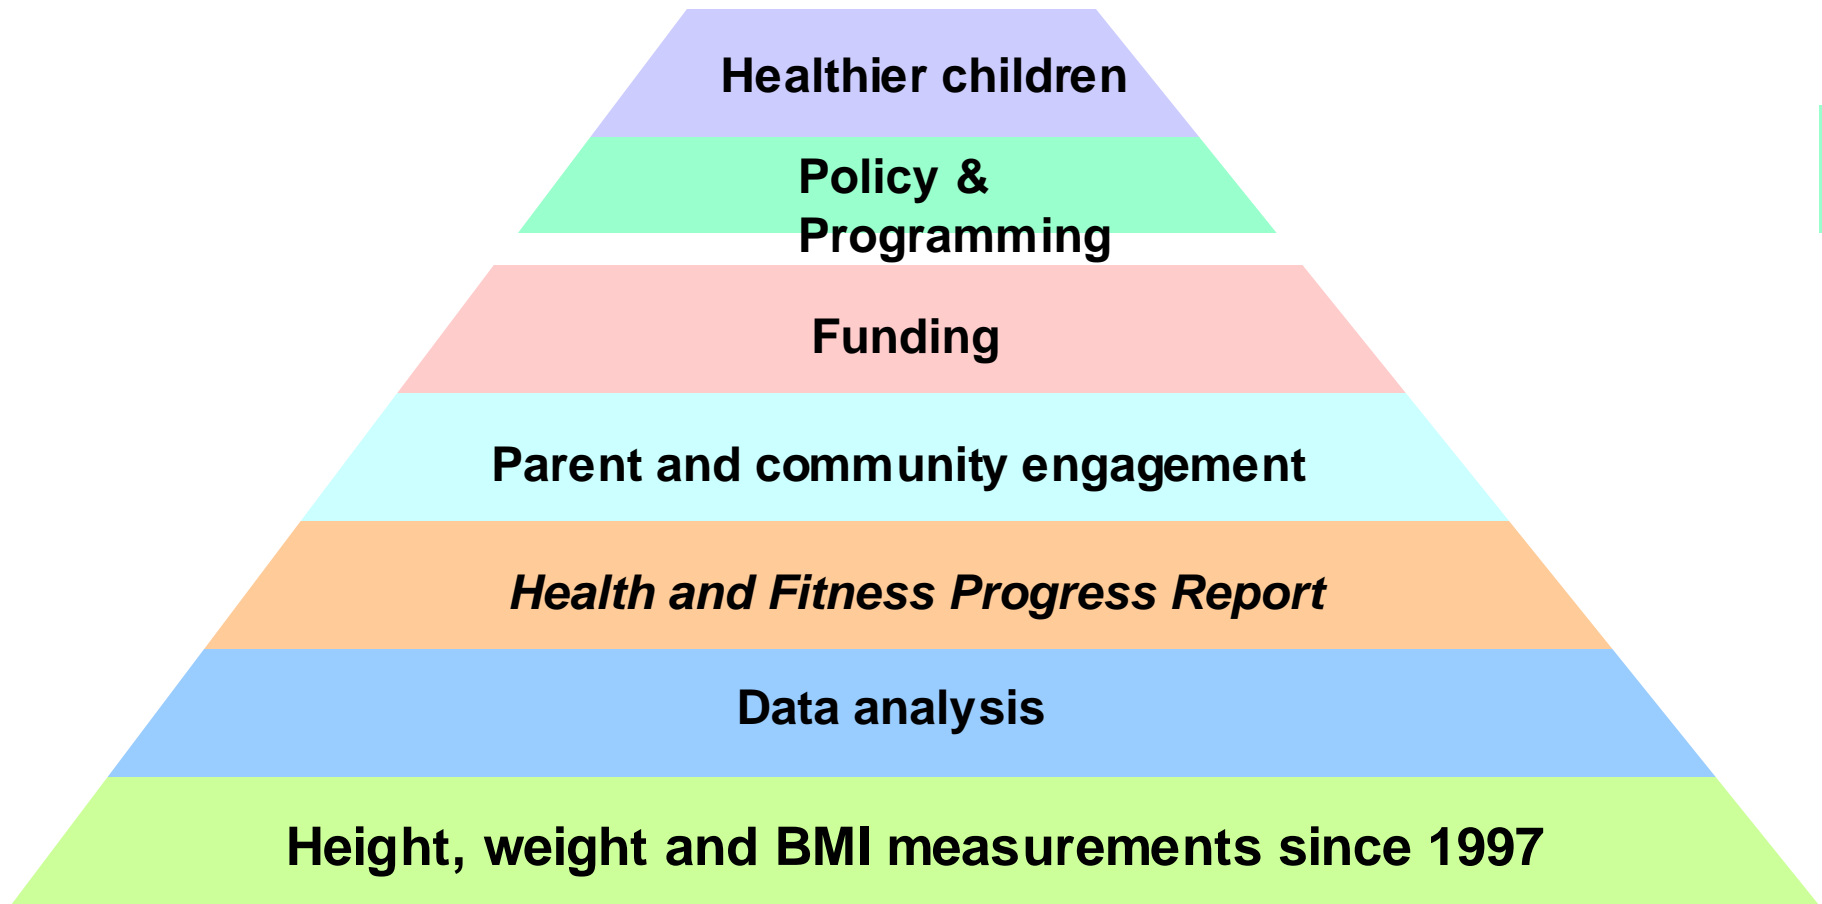 Healthier children
Policy &
Programming
Funding
Parent and community engagement
Health and Fitness Progress Report
Data analysis
Height, weight and BMI measurements since 1997